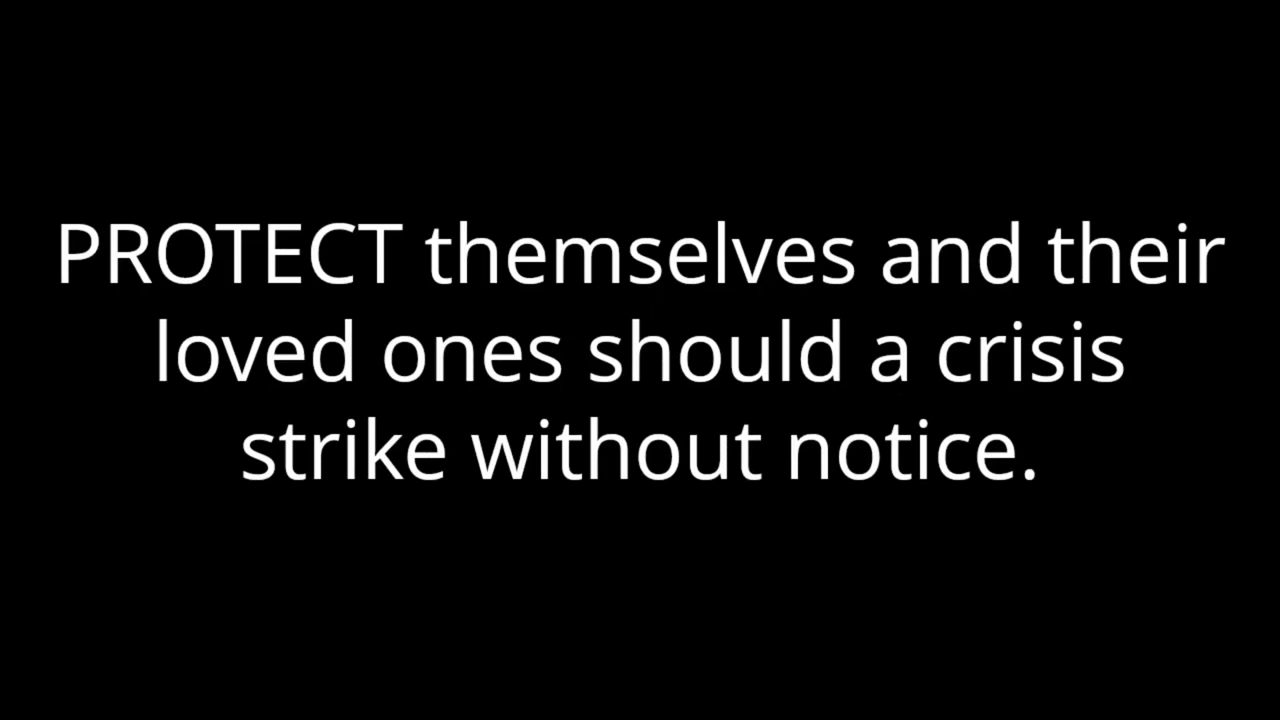 PROTECT themselves and their
loved ones should a crisis
strike without notice.